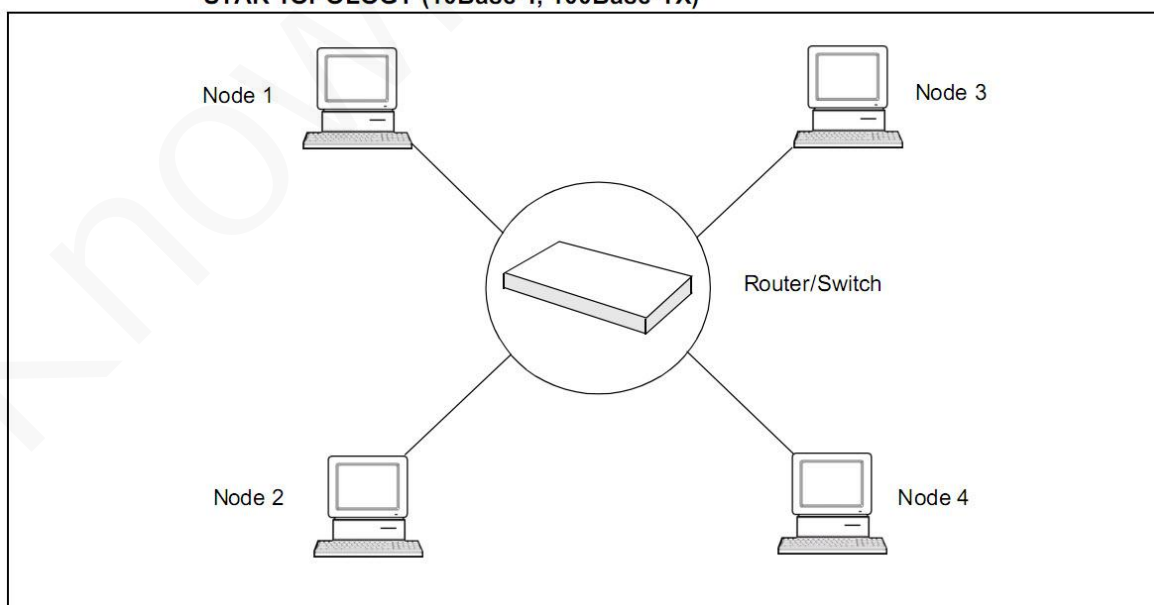 STAR TOPOLOGY (10Base-T, 100Base-TX)
Node 1
Node 3
Router/Switch
Node 2
Node 4